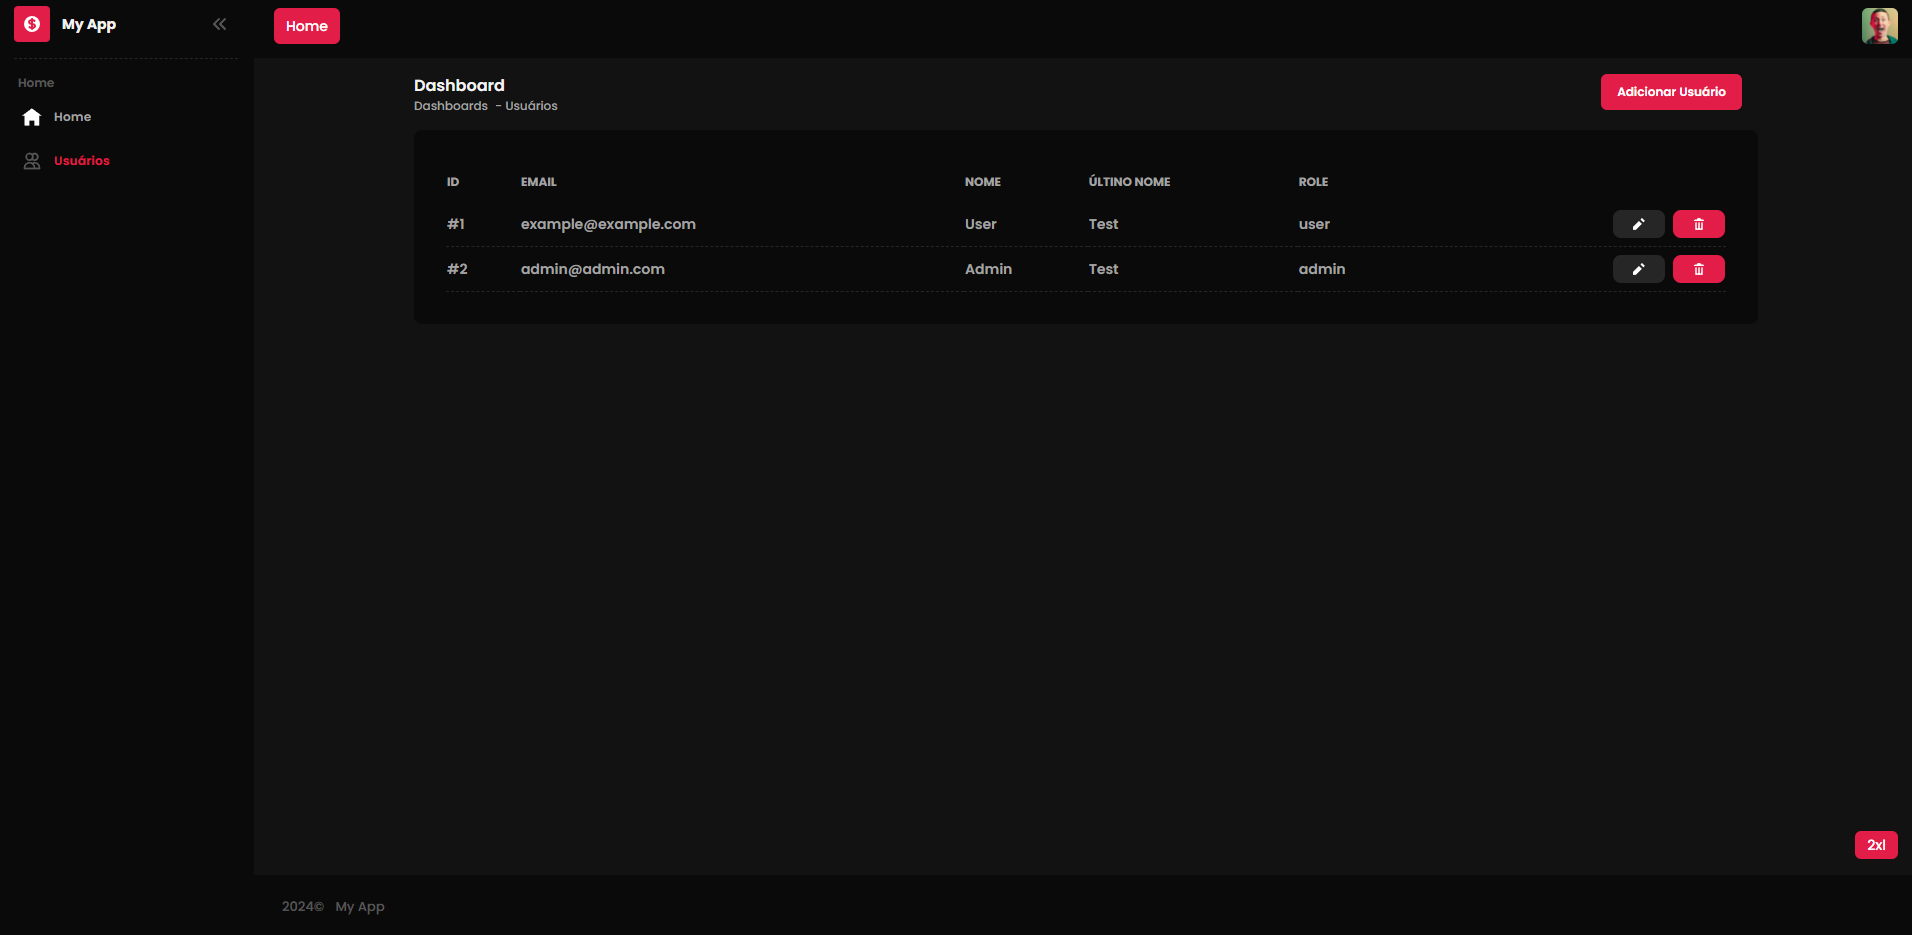 My App
Home
Home
Home
Usuários
Dashboard
Dashboards - Usuários
Adicionar Usuário
ID EMAIL NOME ÚLTINO NOME ROLE
#1 example@example.com User Test user
#2 admin@admin.com Admin Test admin
2xl
2024© My App